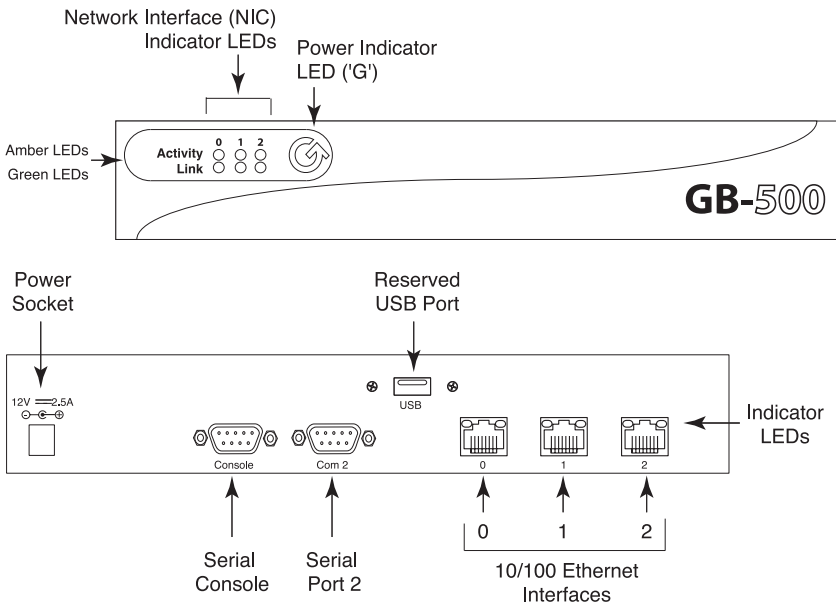 Network Interface (NIC)
Indicator LEDs
Power Indicator
LED ('G')
Amber LEDs
Green LEDs
0 1 2
Activity
Link
GB-500
Power
Socket
Reserved
USB Port
12V 2.5A
USB
Console
Com 2
0 1 2
Indicator
LEDs
0 1 2
Serial
Console
Serial
Port 2
10/100 Ethernet
Interfaces